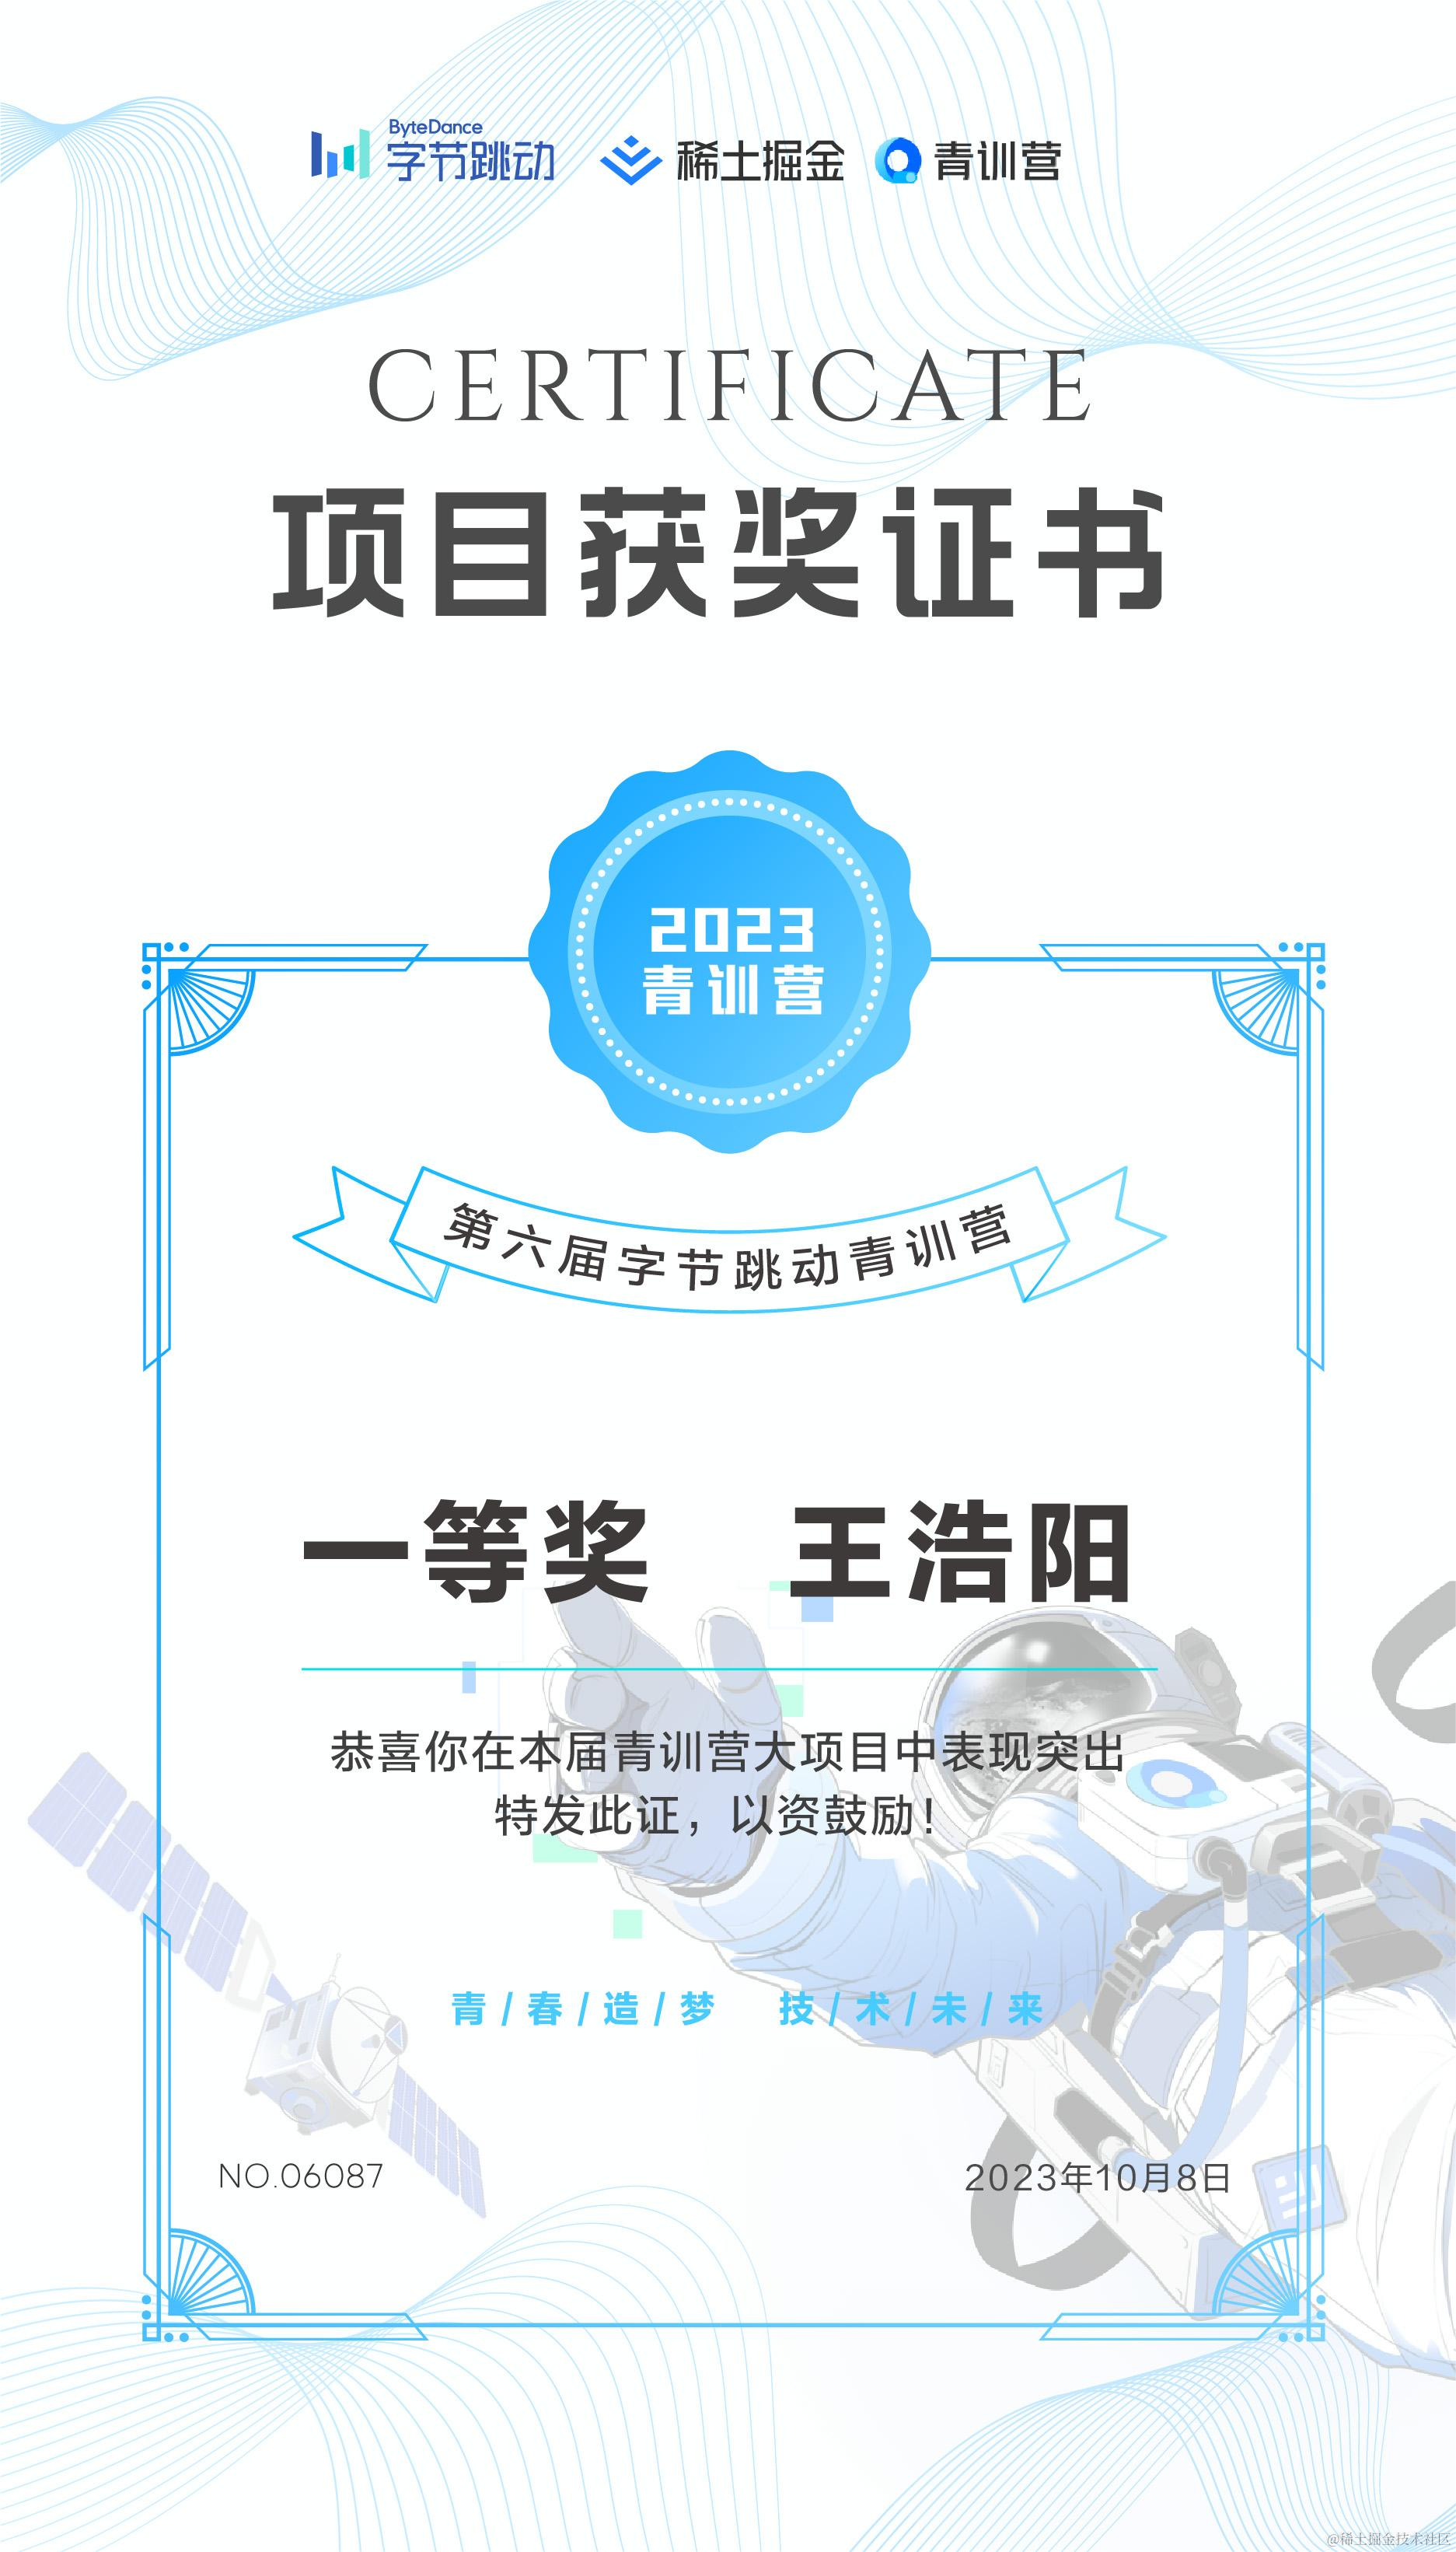 ByteDance
字节跳动 稀土掘金 青训营
CERTIFICATE
项目获奖证书
2023
青训营
第六届字节跳动青训营
一等奖 王浩阳
恭喜你在本届青训营大项目中表现突出
特发此证，以资鼓励！
青/春/造/梦 技/术/未/来
NO.06087 2023年10月8日
@稀土掘金技术社区